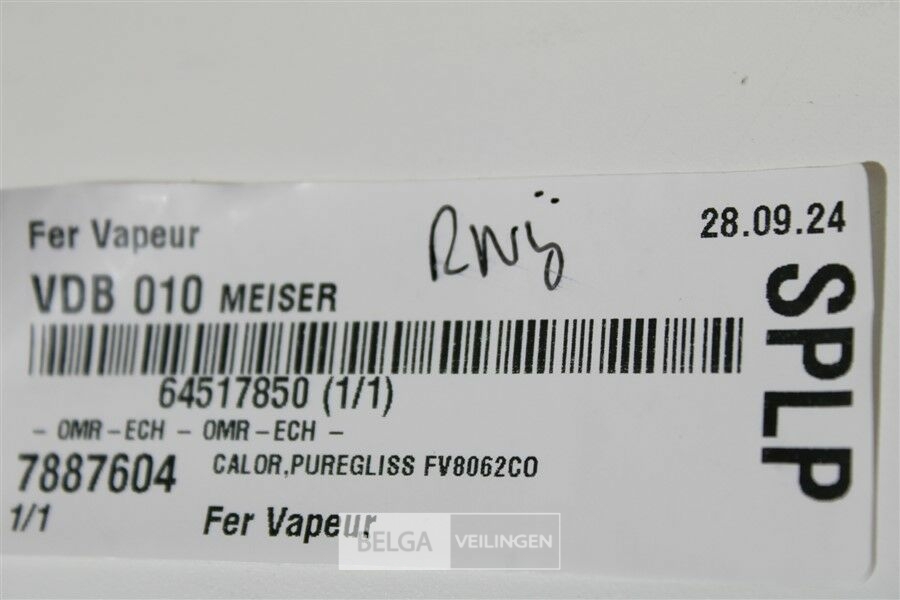 Fer Vapeur
28.09.24
VDB 010 MEISER
SPLP
64517850 (1/1)
- OMR-ECH - OMR-ECH -
7887604 CALOR,PUREGLISS FV8062CO
1/1 Fer Vapeur
BELGA VEILINGEN